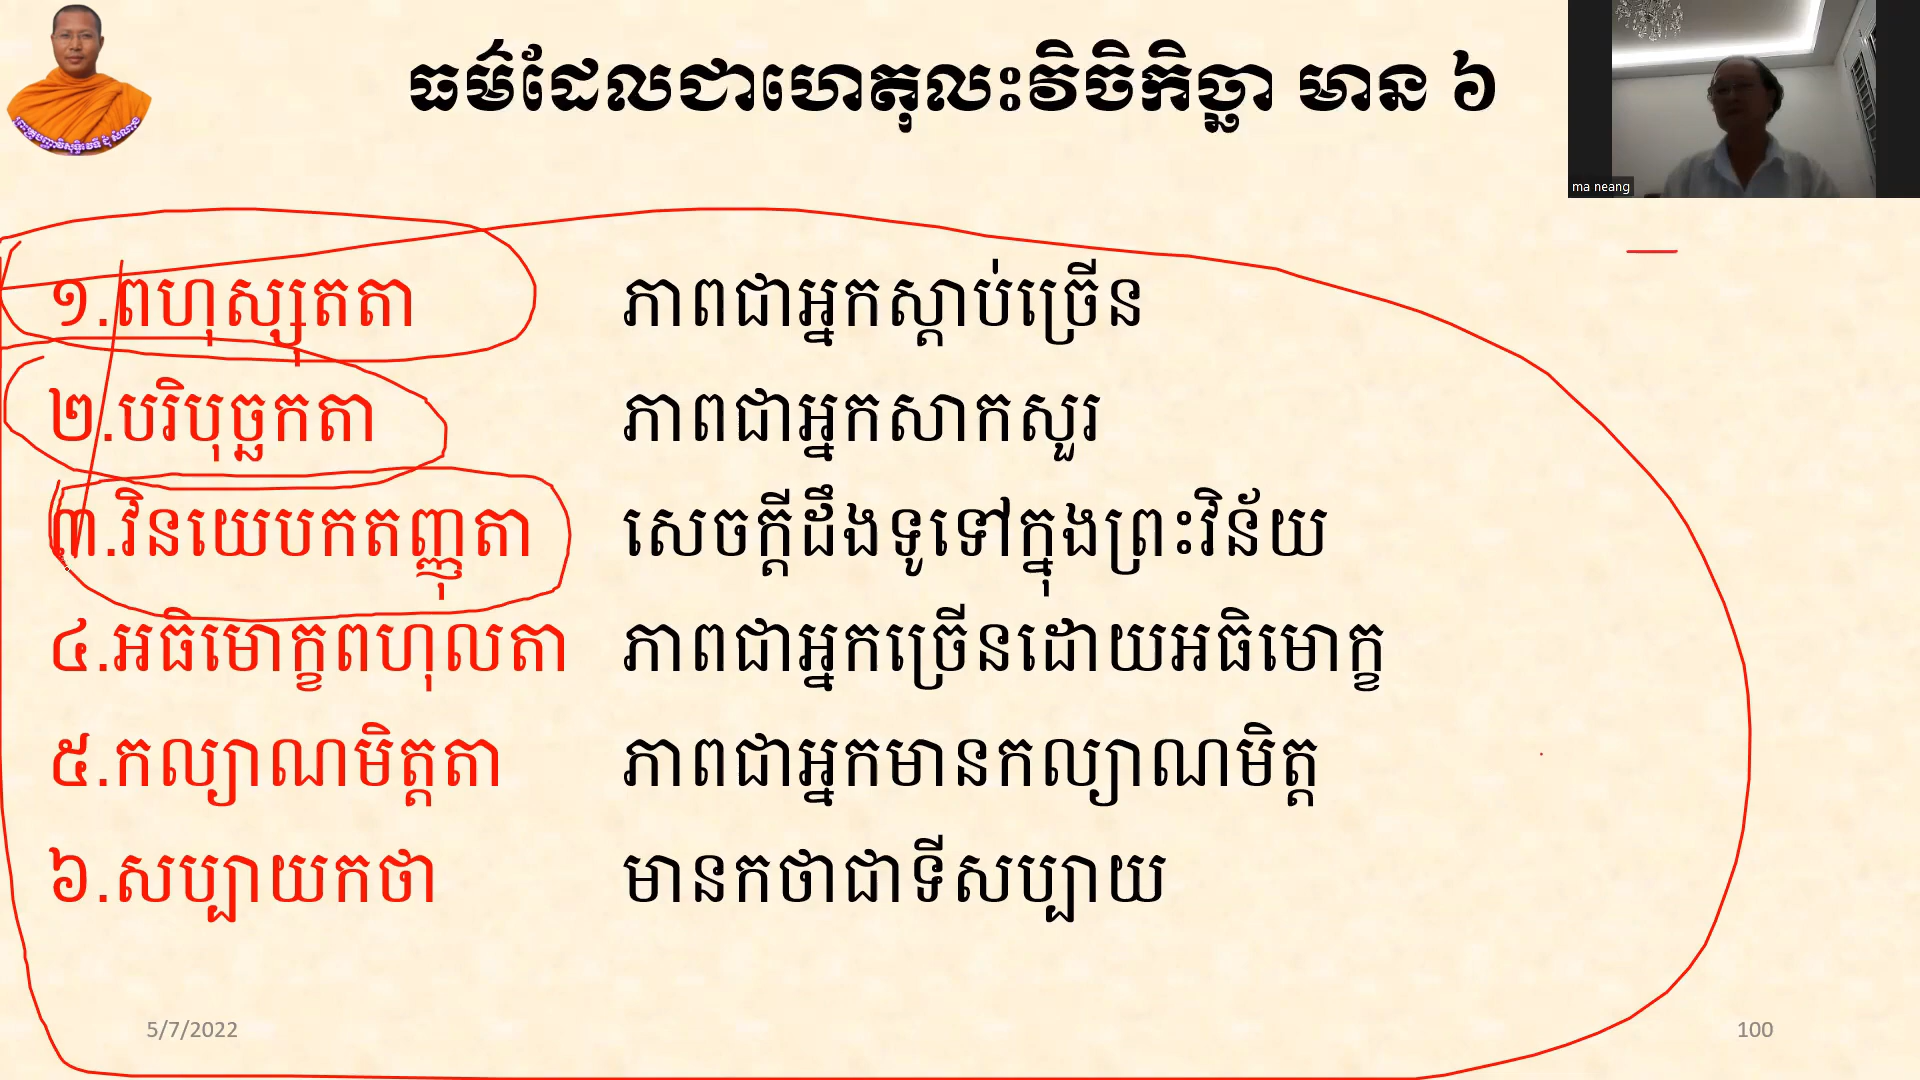 ធម៌ដែលជាហេតុលះវិចិកិច្ឆា មាន ៦
ma neang
១.ពហុស្សុតតា ភាពជាអ្នកស្តាប់ច្រើន
២.បរិបុច្ឆកតា ភាពជាអ្នកសាកសួរ
៣.វិនយេបកតញ្ញុតា សេចក្តីដឹងទូទៅក្នុងព្រះវិន័យ
៤.អធិមោក្ខពហុលតា ភាពជាអ្នកច្រើនដោយអធិមោក្ខ
៥.កល្យាណមិត្តតា ភាពជាអ្នកមានកល្យាណមិត្ត
៦.សប្បាយកថា មានកថាជាទីសប្បាយ
5/7/2022
100